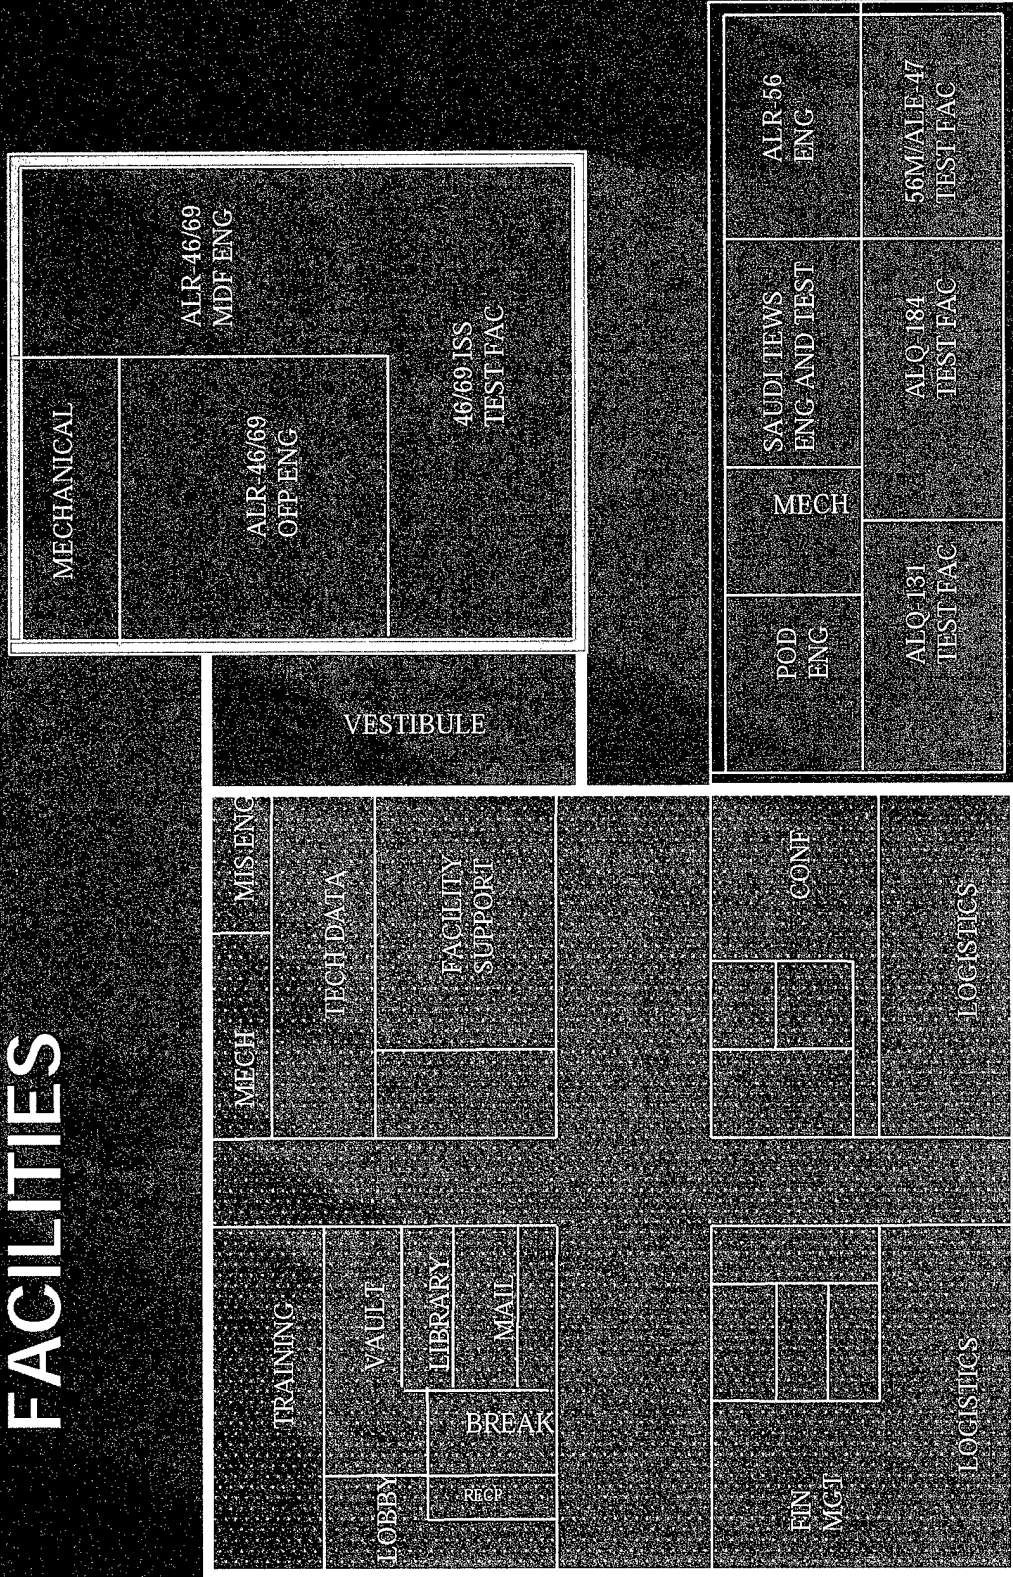 FACILITIES
MECHANICAL
ALR-46/69
MDF ENG
ALR-46/69
OFP ENG
46/69 ISS
TEST FAC
VESTIBULE
ALR-56
ENG
56M/ALE-47
TEST FAC
SAUDI TEWS
ENG AND TEST
ALQ-184
TEST FAC
MECH
POD
ENG
ALQ-131
TEST FAC
MIS ENG
MECH
TECH DATA
FACILITY
SUPPORT
CONF
LOGISTICS
TRAINING
VAULT
LIBRARY
MAIL
BREAK
LOBBY
RECP
FIN
MGT
LOGISTICS